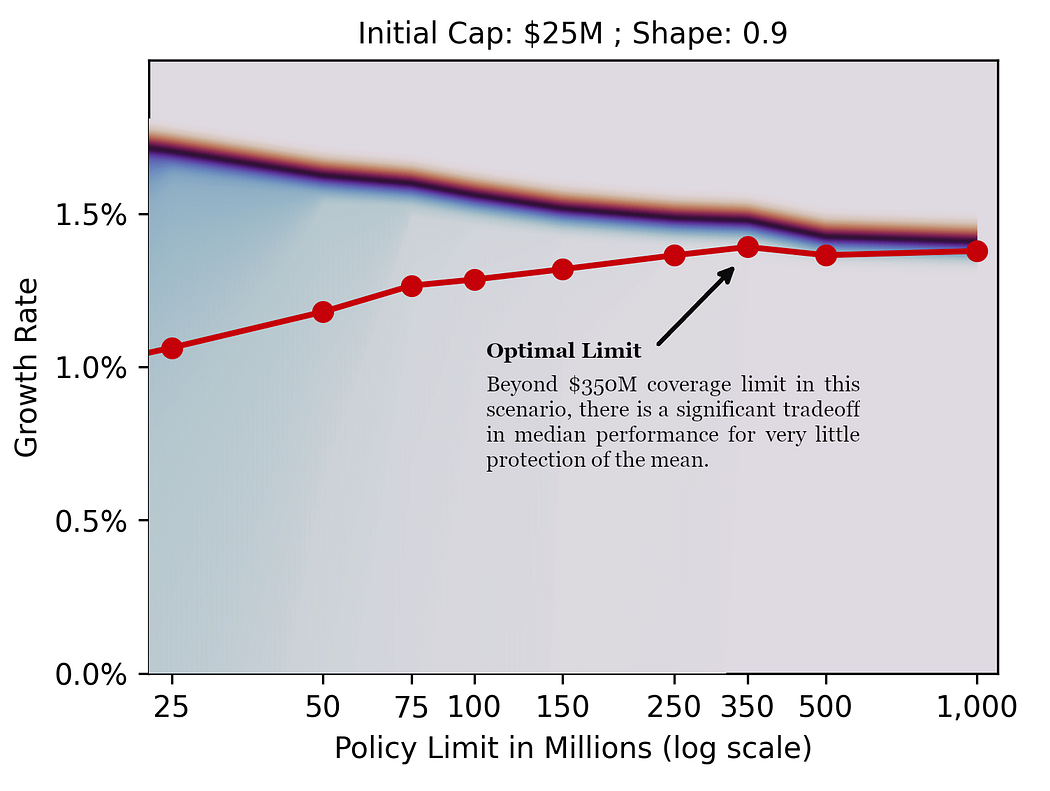 Initial Cap: $25M ; Shape: 0.9
Growth Rate
1.5%
1.0%
0.5%
0.0%
Optimal Limit
Beyond $350M coverage limit in this
scenario, there is a significant tradeoff
in median performance for very little
protection of the mean.
25 50 75 100 150 250 350 500 1,000
Policy Limit in Millions (log scale)